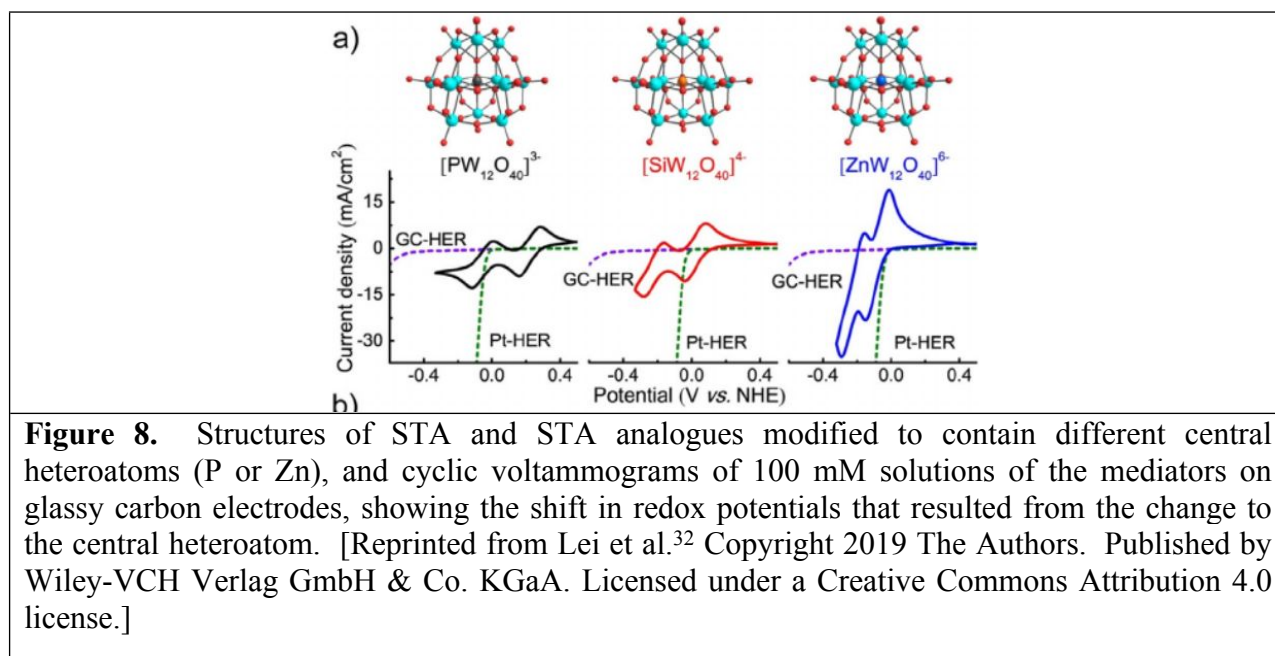 a)
[PW12O40]3-
[SiW12O40]4-
[ZnW12O40]6-
Current density (mA/cm2)
15
0
-15
-30
GC-HER
Pt-HER
GC-HER
Pt-HER
GC-HER
Pt-HER
-0.4 0.0 0.4
-0.4 0.0 0.4
-0.4 0.0 0.4
Potential (V vs. NHE)
b)
Figure 8. Structures of STA and STA analogues modified to contain different central
heteroatoms (P or Zn), and cyclic voltammograms of 100 mM solutions of the mediators on
glassy carbon electrodes, showing the shift in redox potentials that resulted from the change to
the central heteroatom. [Reprinted from Lei et al.32 Copyright 2019 The Authors. Published by
Wiley-VCH Verlag GmbH & Co. KGaA. Licensed under a Creative Commons Attribution 4.0
license.]